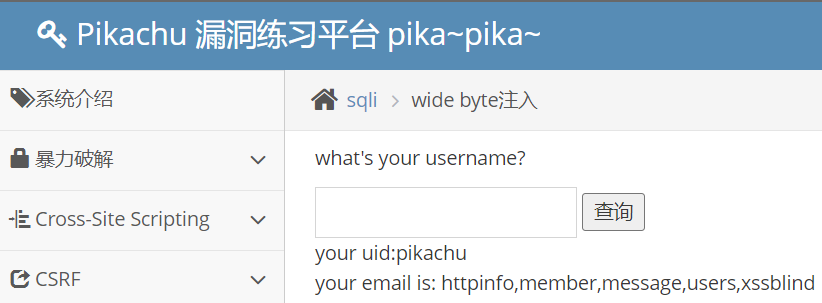 Pikachu 漏洞练习平台 pika~pika~
系统介绍
暴力破解
Cross-Site Scripting
CSRF
sqli > wide byte注入
what's your username?
查询
your uid:pikachu
your email is: httpinfo,member,message,users,xssblind